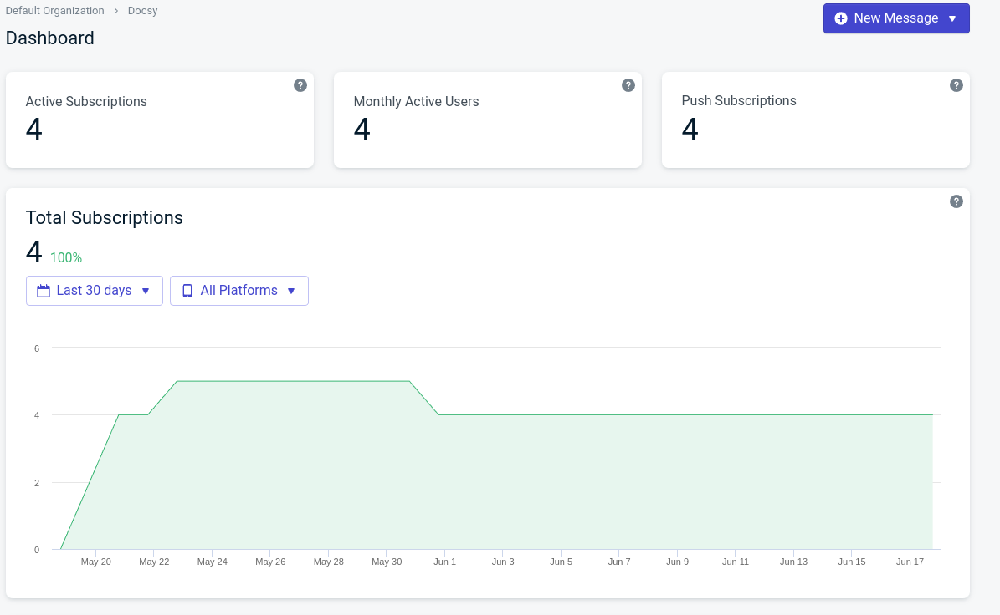 Default Organization > Docsy
New Message
Dashboard
Active Subscriptions
4
Monthly Active Users
4
Push Subscriptions
4
Total Subscriptions
4 100%
Last 30 days
All Platforms
6
4
2
0
May 20 May 22 May 24 May 26 May 28 May 30 Jun 1 Jun 3 Jun 5 Jun 7 Jun 9 Jun 11 Jun 13 Jun 15 Jun 17